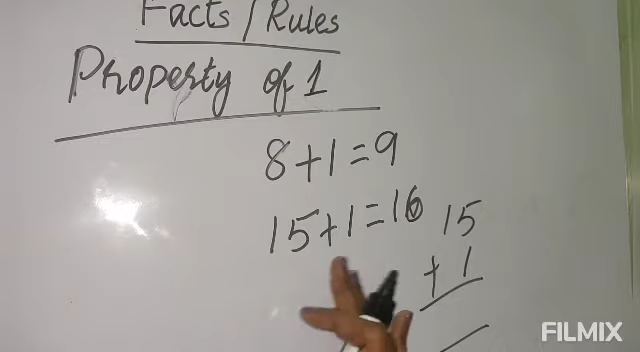 Facts / Rules
Property of 1
8+1=9
15+1=16
15
+ 1
FILMIX